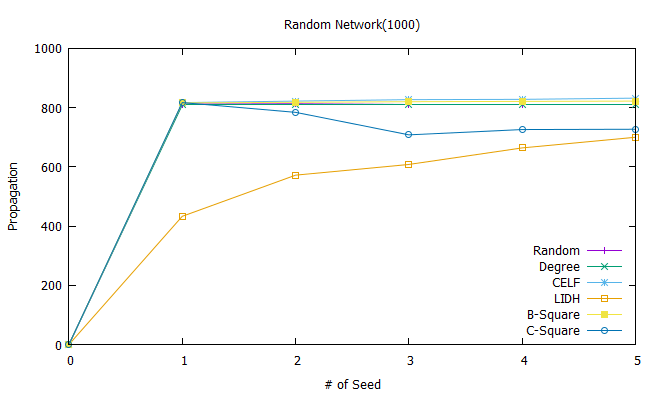 Random Network(1000)
1000
800
600
400
200
0
Propagation
0 1 2 3 4 5
# of Seed
Random
Degree
CELF
LIDH
B-Square
C-Square